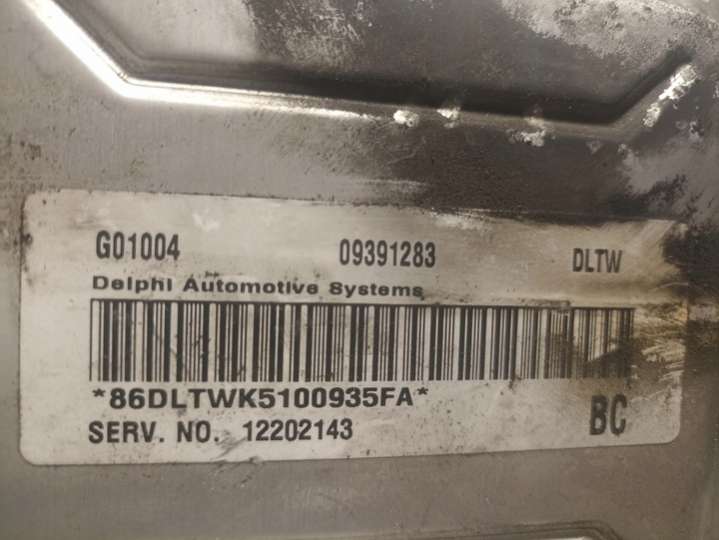 G01004 09391283 DLTW
Delphi Automotive Systems
*86DLTWK5100935FA*
SERV. NO. 12202143 BC